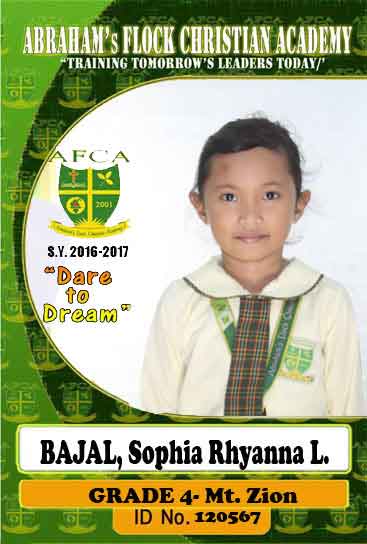 ABRAHAM's FLOCK CHRISTIAN ACADEMY
“TRAINING TOMORROW'S LEADERS TODAY/'
AFCA
2001
S.Y. 2016-2017
“Dare
to
Dream”
BAJAL, Sophia Rhyanna L.
GRADE 4- Mt. Zion
ID No. 120567